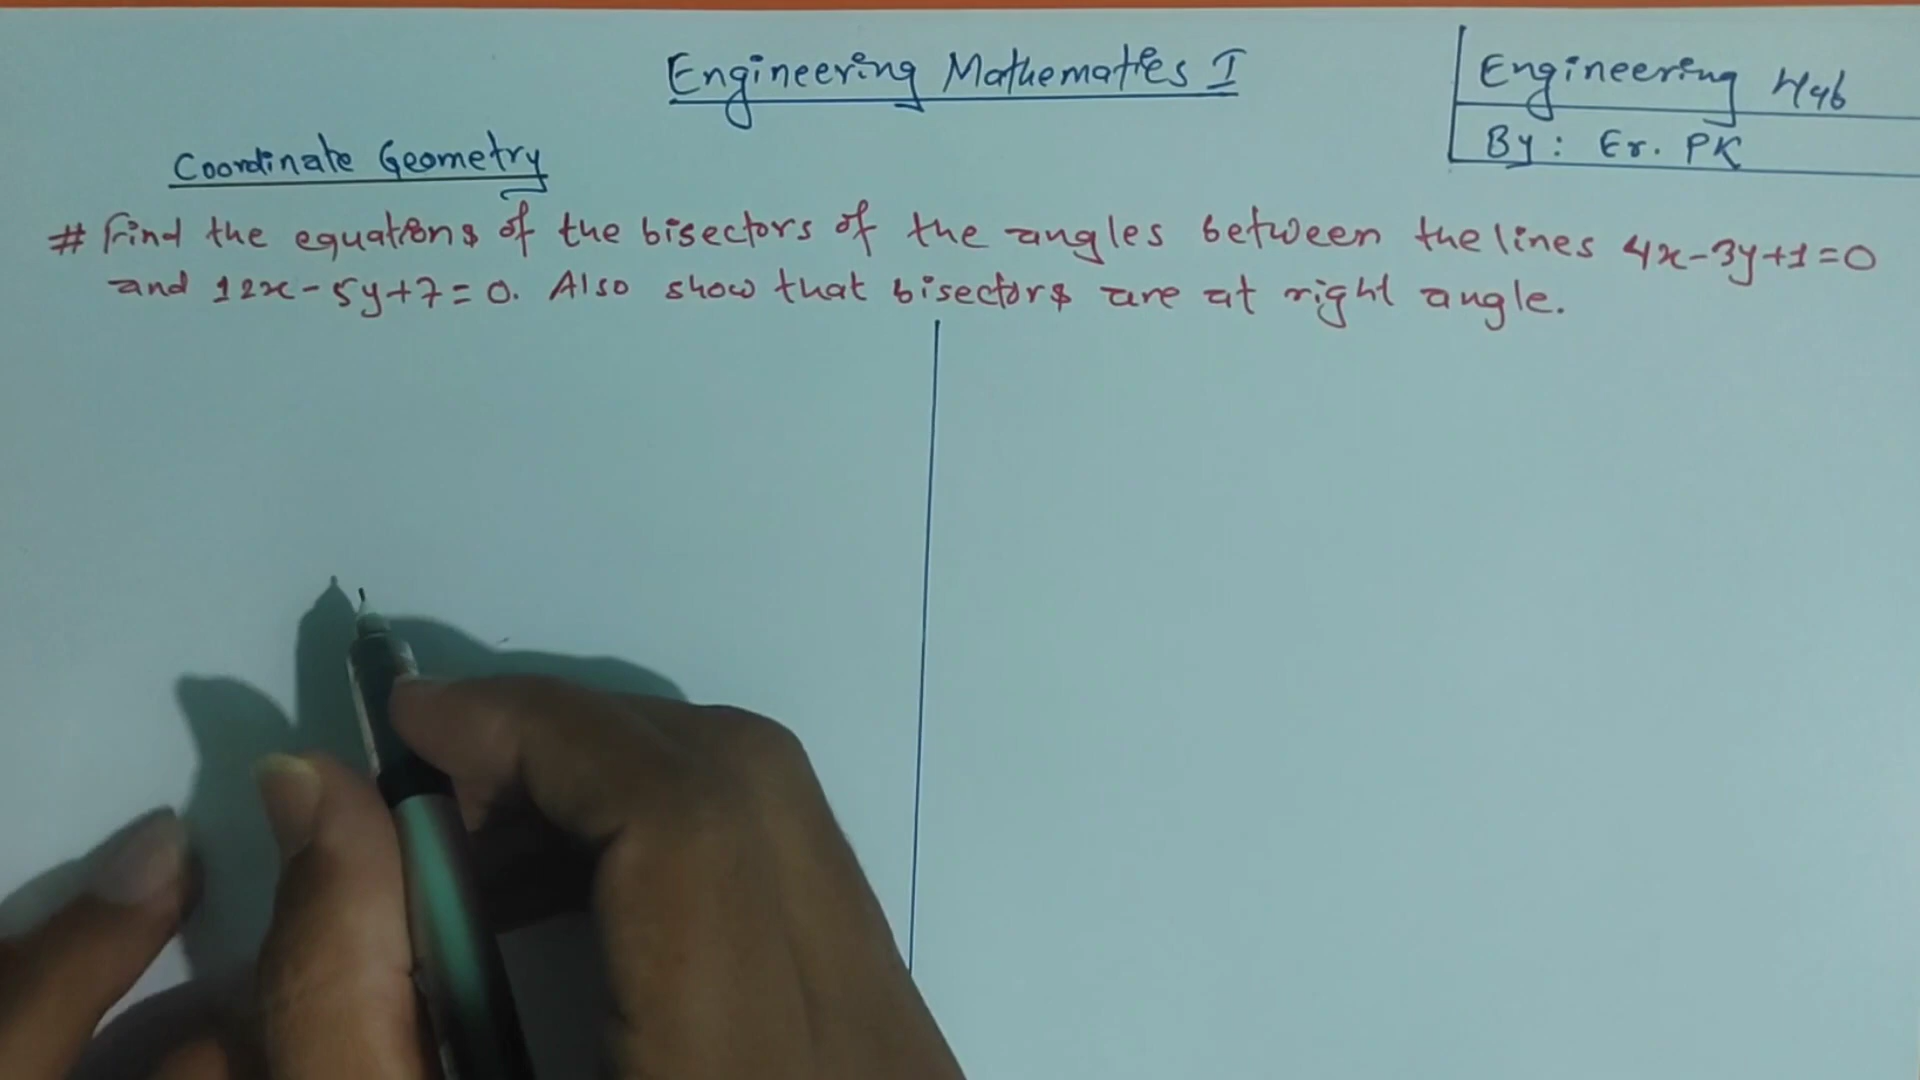 Engineering Mathematics I
Engineering Hub
By: Er. PK
Coordinate Geometry
# Find the equations of the bisectors of the angles between the lines 4x-3y+1=0
and 12x-5y+7=0. Also show that bisectors are at right angle.